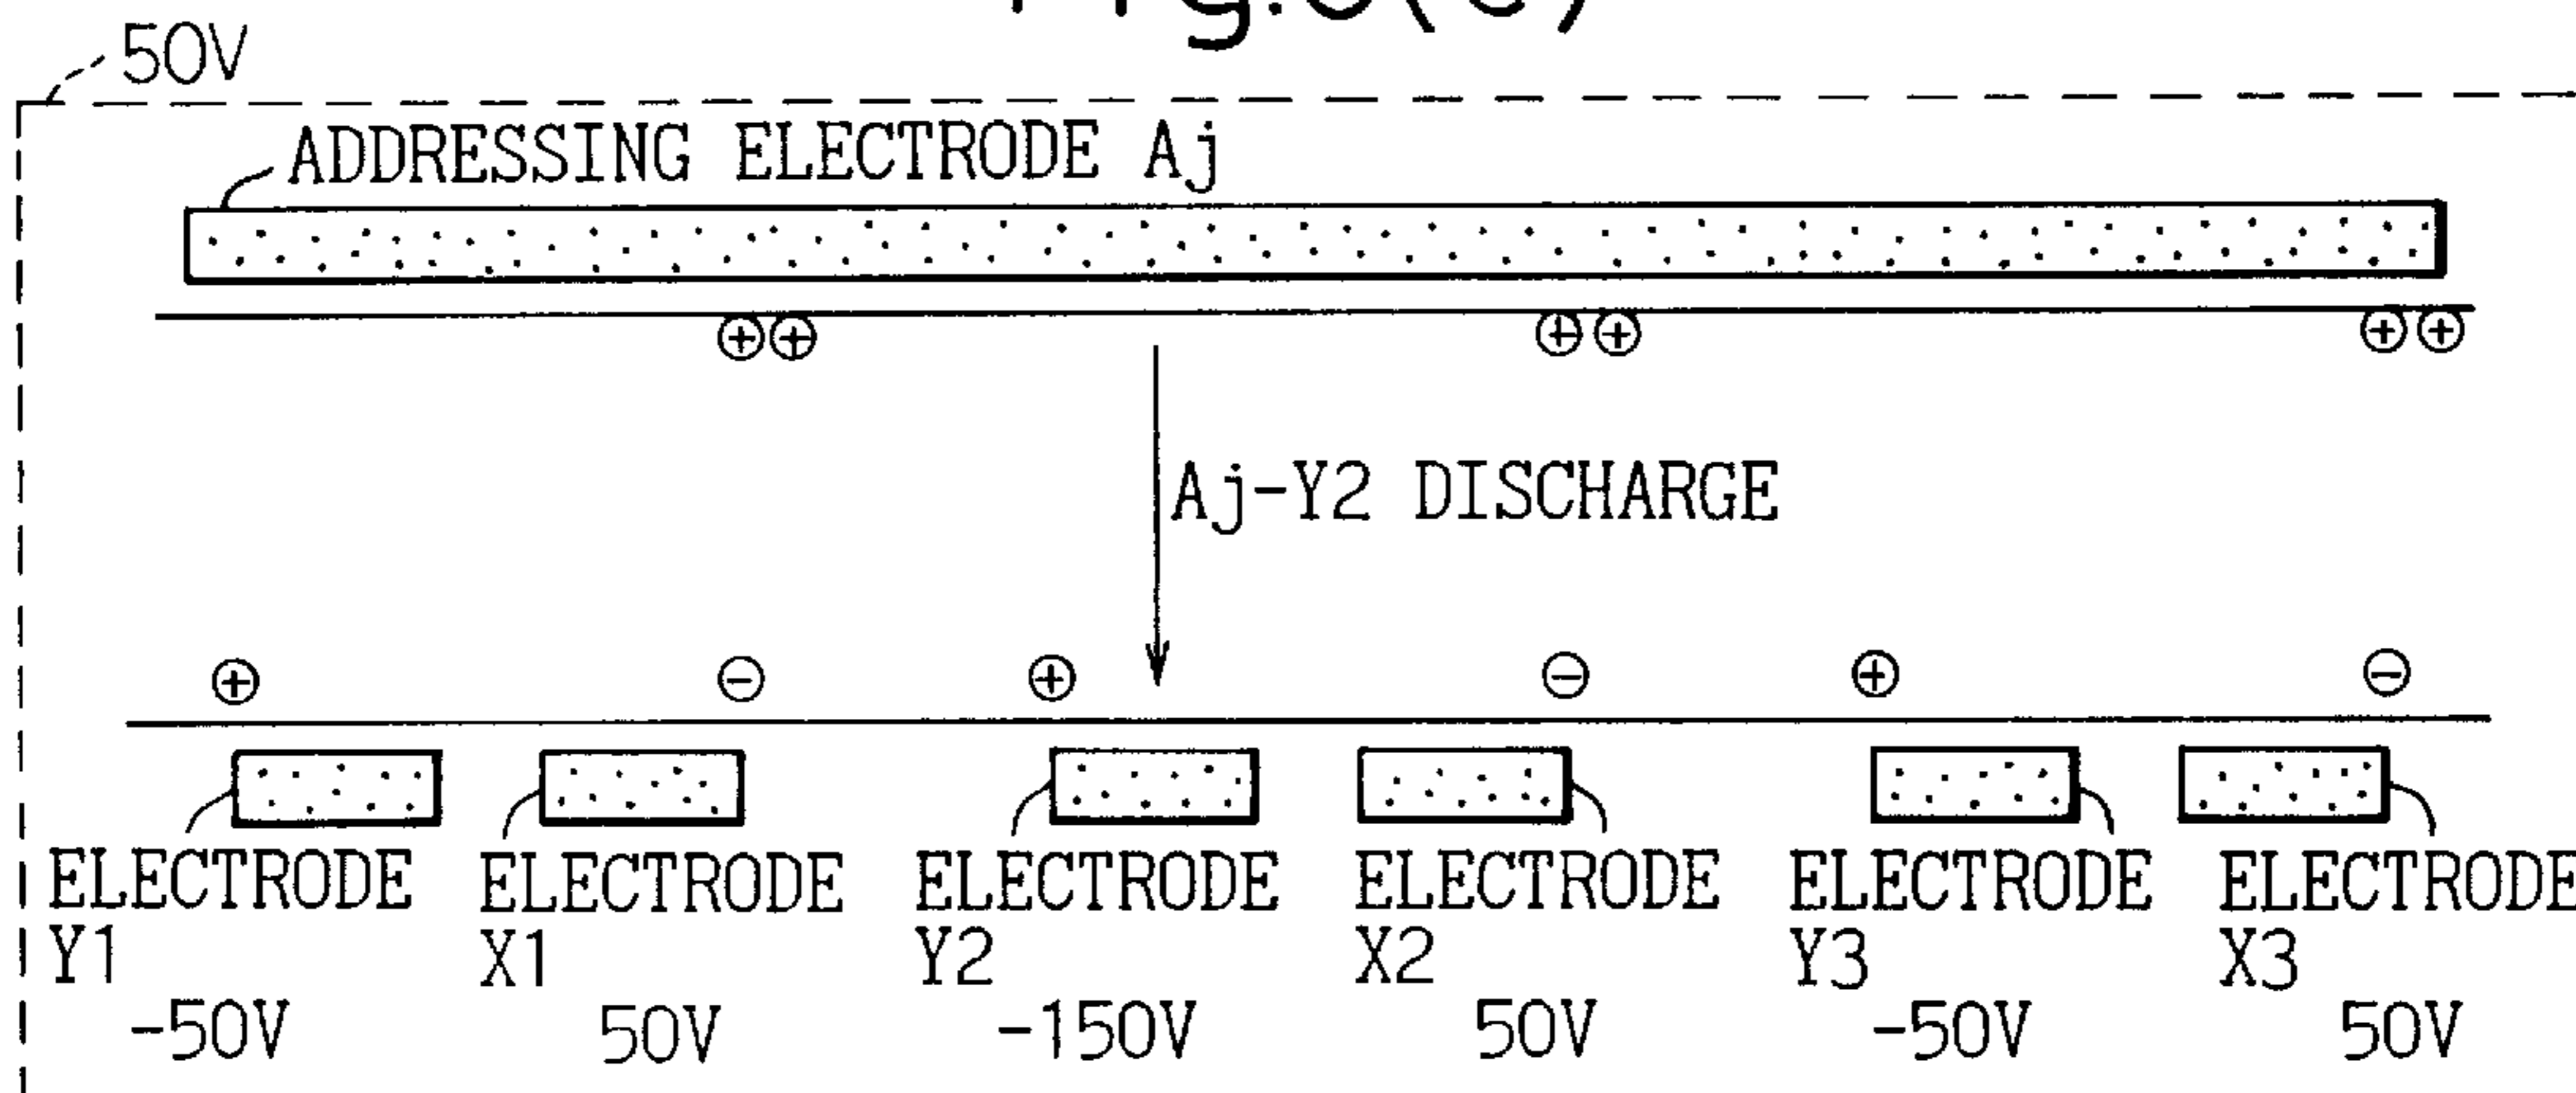 50V
ADDRESSING ELECTRODE Aj
⊕⊕ ⊕⊕ ⊕⊕
Aj-Y2 DISCHARGE
⊕ ⊖ ⊕ ⊖ ⊕ ⊖
ELECTRODE Y1 -50V
ELECTRODE X1 50V
ELECTRODE Y2 -150V
ELECTRODE X2 50V
ELECTRODE Y3 -50V
ELECTRODE X3 50V